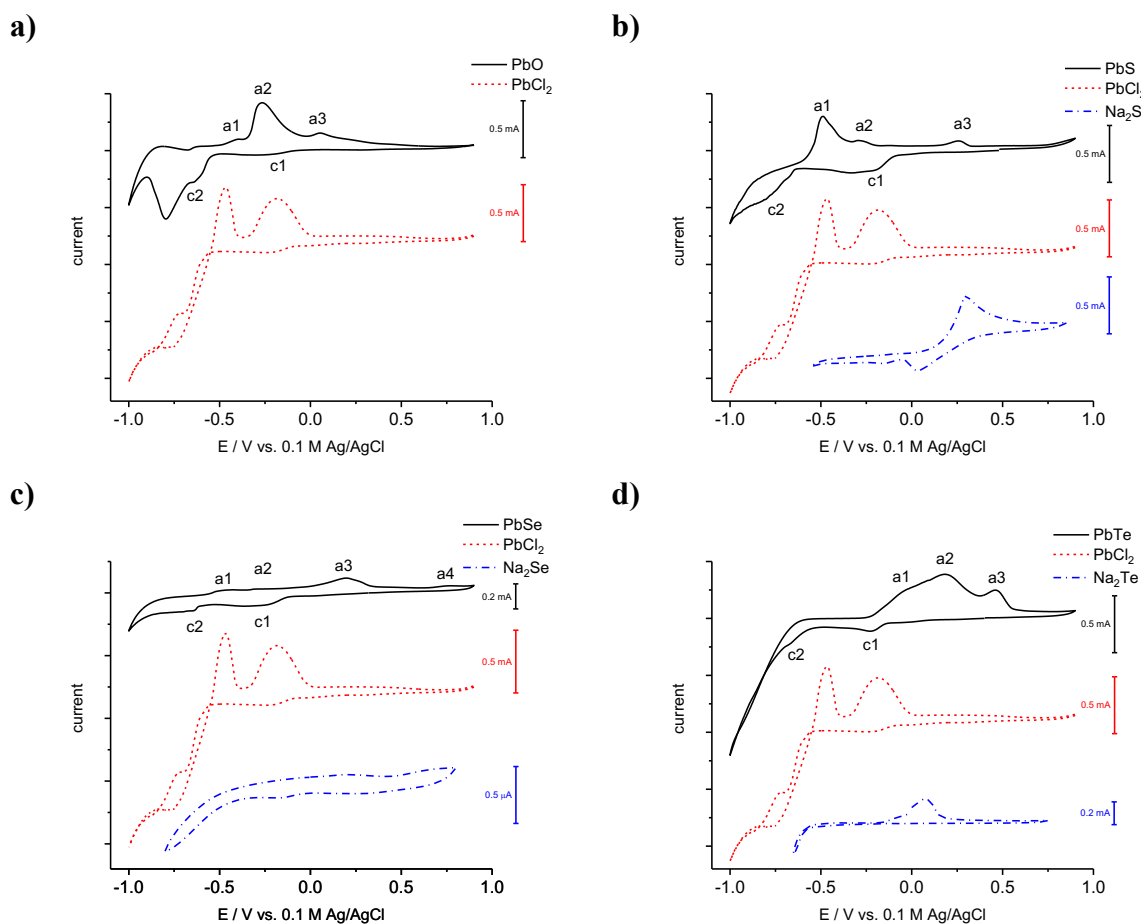 a)
PbO
PbCl2
a1
a2
a3
c1
c2
0.5 mA
0.5 mA
current
-1.0 -0.5 0.0 0.5 1.0
E / V vs. 0.1 M Ag/AgCl
b)
PbS
PbCl2
Na2S
a1
a2
a3
c1
c2
0.5 mA
0.5 mA
0.5 mA
current
-1.0 -0.5 0.0 0.5 1.0
E / V vs. 0.1 M Ag/AgCl
c)
PbSe
PbCl2
Na2Se
a1
a2
a3
a4
c2
c1
0.2 mA
0.5 mA
0.5 µA
current
-1.0 -0.5 0.0 0.5 1.0
E / V vs. 0.1 M Ag/AgCl
d)
PbTe
PbCl2
Na2Te
a1
a2
a3
c2
c1
0.5 mA
0.5 mA
0.2 mA
current
-1.0 -0.5 0.0 0.5 1.0
E / V vs. 0.1 M Ag/AgCl